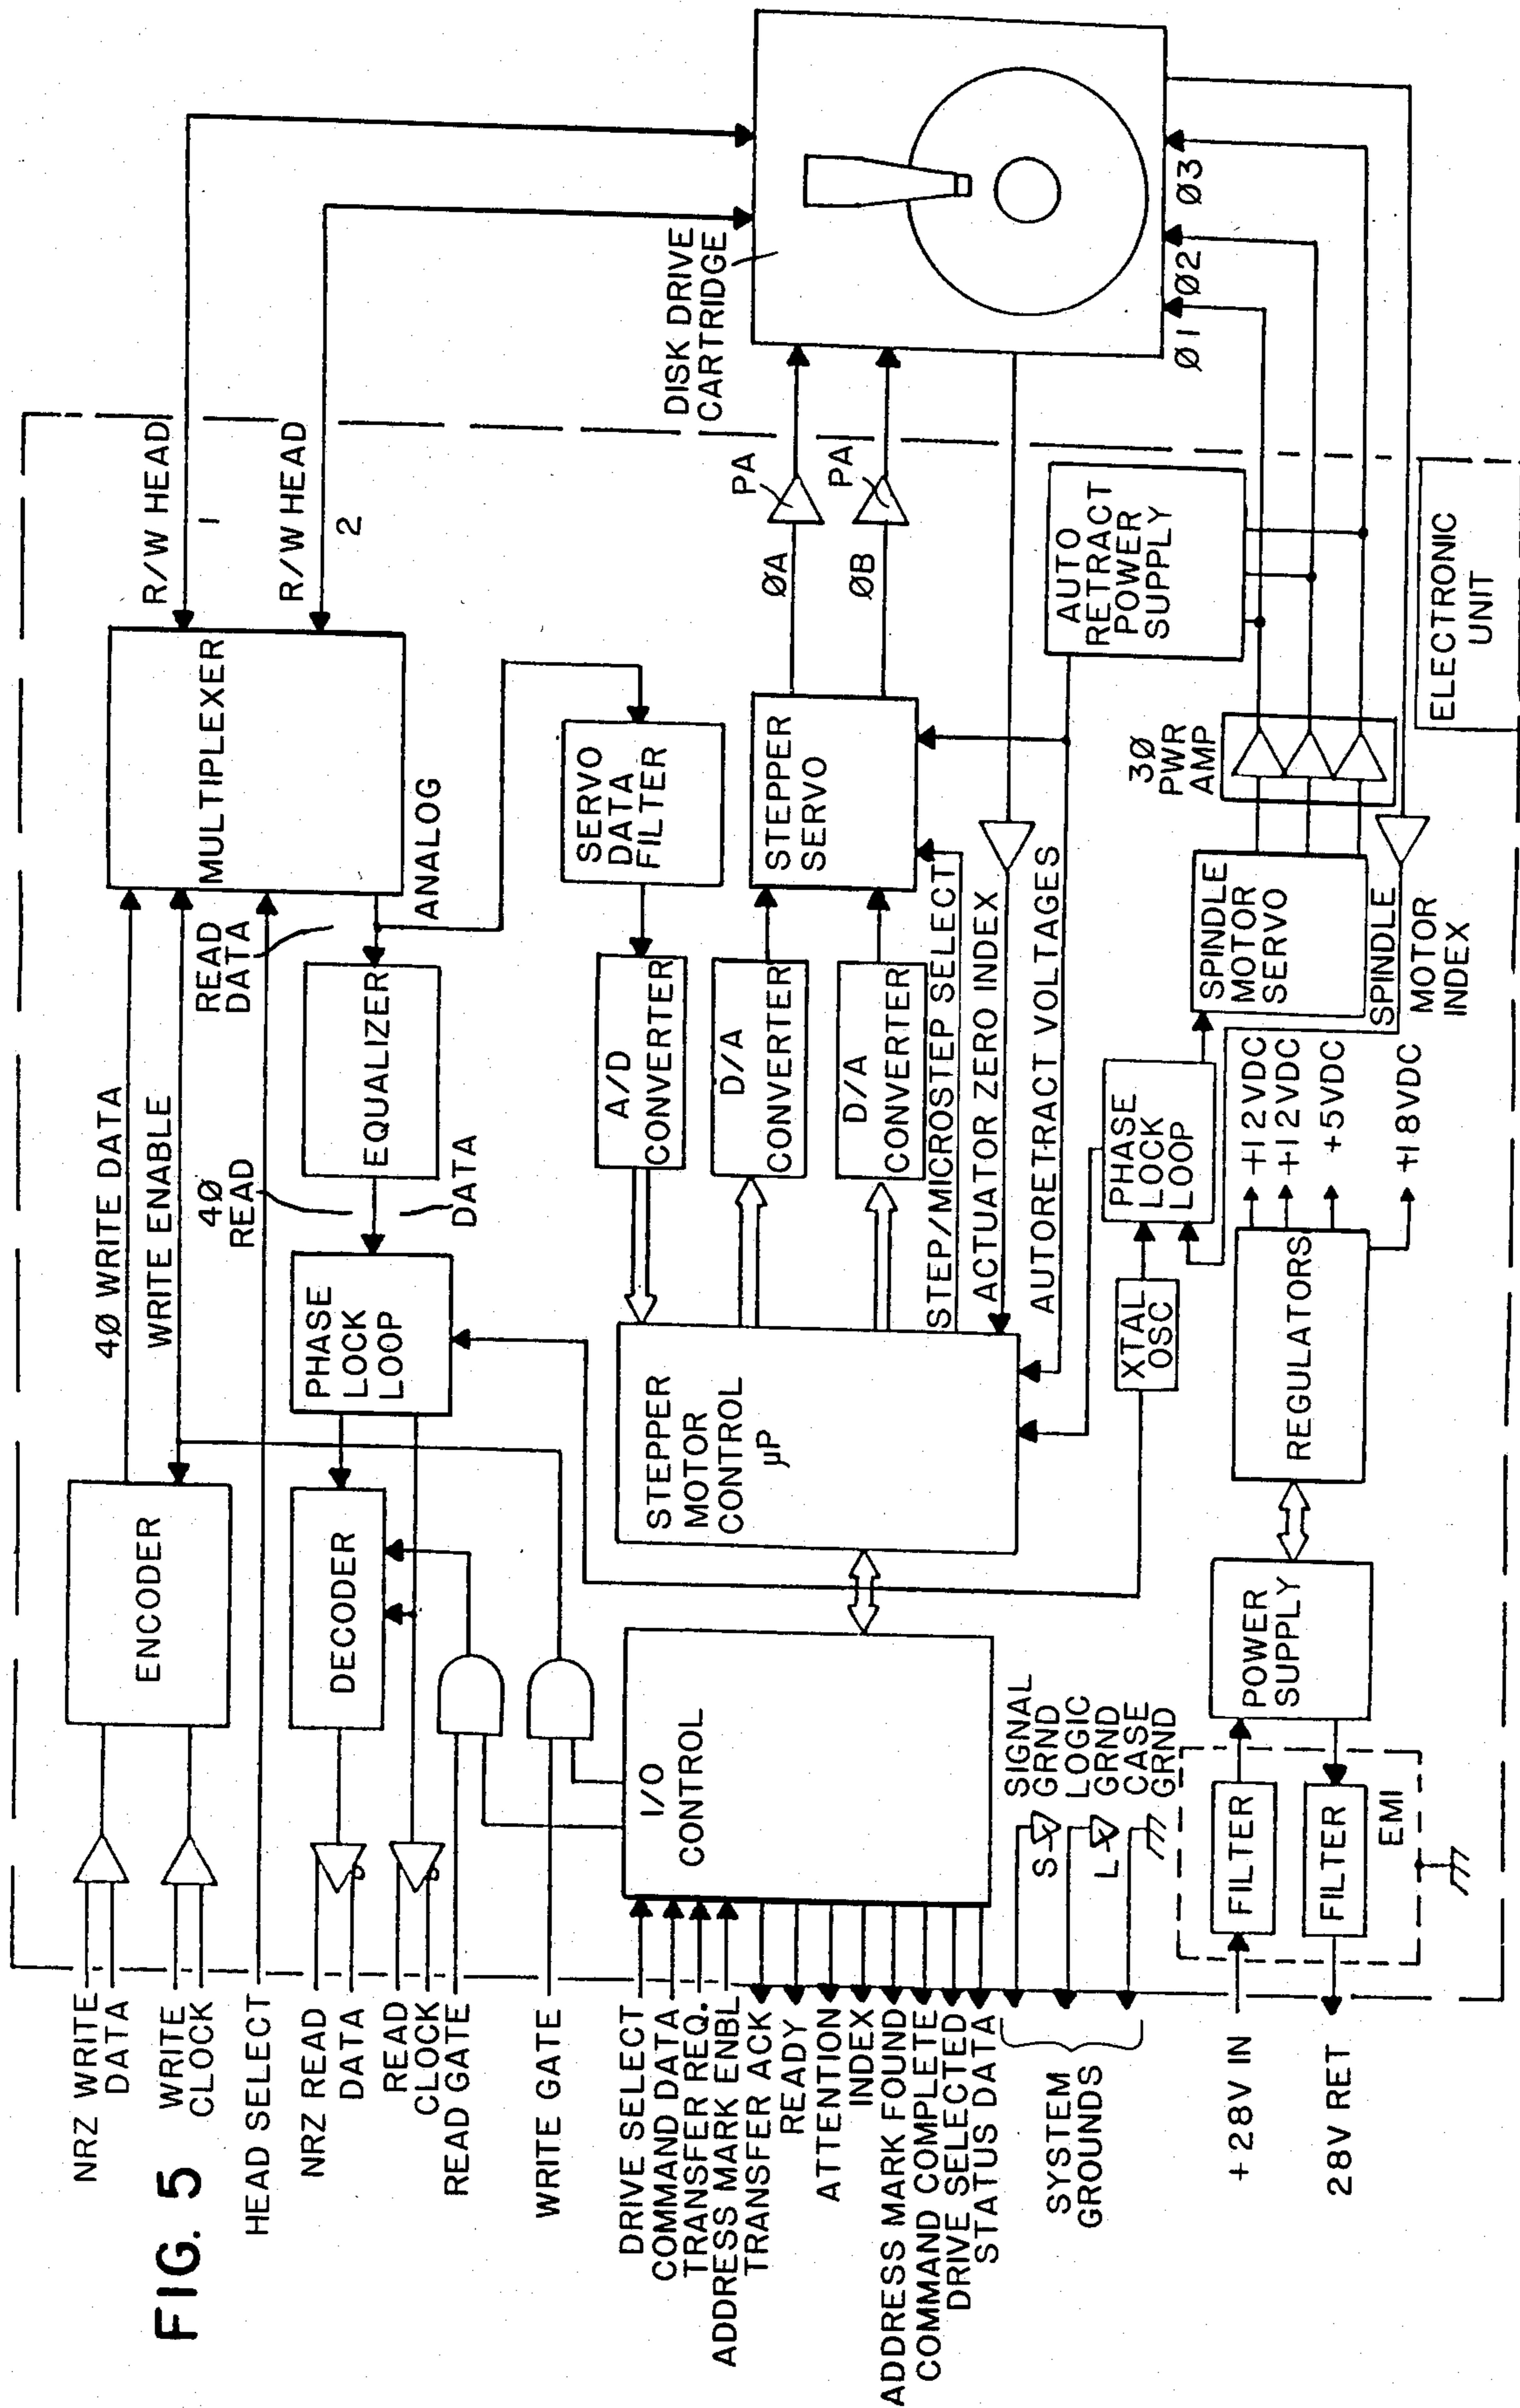 FIG. 5
NRZ WRITE
DATA
WRITE
CLOCK
HEAD SELECT
NRZ READ
DATA
READ
CLOCK
READ GATE
WRITE GATE
DRIVE SELECT
COMMAND DATA
TRANSFER REQ.
ADDRESS MARK ENBL
TRANSFER ACK
READY
ATTENTION
INDEX
ADDRESS MARK FOUND
COMMAND COMPLETE
DRIVE SELECTED
STATUS DATA
SYSTEM
GROUNDS
+28V IN
28V RET
ENCODER
DECODER
I/O
CONTROL
S
SIGNAL
GRND
L
LOGIC
GRND
CASE
GRND
FILTER
FILTER
EMI
POWER
SUPPLY
4Ø WRITE DATA
WRITE ENABLE
4Ø
READ
DATA
PHASE
LOCK
LOOP
STEPPER
MOTOR
CONTROL
µP
XTAL
OSC
REGULATORS
+12VDC
+12VDC
+5VDC
+18VDC
READ
DATA
ANALOG
EQUALIZER
A/D
CONVERTER
D/A
CONVERTER
D/A
CONVERTER
STEP/MICROSTEP SELECT
ACTUATOR ZERO INDEX
AUTORETRACT VOLTAGES
PHASE
LOCK
LOOP
SPINDLE
MOTOR
SERVO
SPINDLE
MOTOR
INDEX
MULTIPLEXER
SERVO
DATA
FILTER
STEPPER
SERVO
3Ø
PWR
AMP
R/W HEAD
1
R/W HEAD
2
ØA
PA
ØB
PA
AUTO
RETRACT
POWER
SUPPLY
ELECTRONIC
UNIT
DISK DRIVE
CARTRIDGE
Ø1
Ø2
Ø3